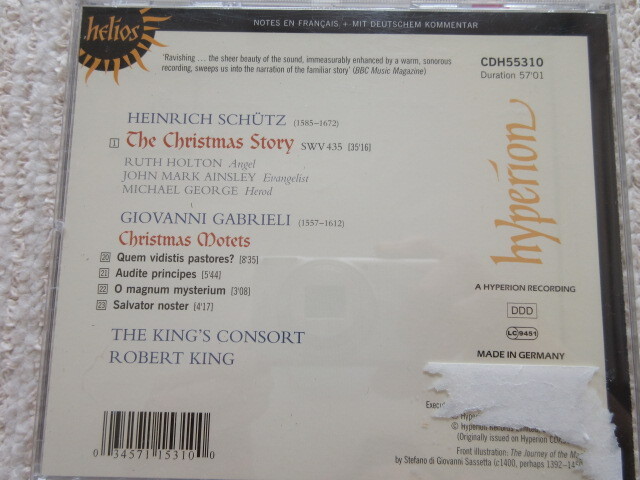 helios
NOTES EN FRANÇAIS + MIT DEUTSCHEM KOMMENTAR
'Ravishing ... the sheer beauty of the sound, immeasurably enhanced by a warm, sonorous
recording, sweeps us into the narration of the familiar story' (BBC Music Magazine)
CDH55310
Duration 57'01
HEINRICH SCHÜTZ (1585–1672)
1 The Christmas Story SWV435 [35'16]
RUTH HOLTON Angel
JOHN MARK AINSLEY Evangelist
MICHAEL GEORGE Herod
GIOVANNI GABRIELI (1557–1612)
Christmas Motets
20 Quem vidistis pastores? [8'35]
21 Audite principes [5'44]
22 O magnum mysterium [3'08]
23 Salvator noster [4'17]
THE KING'S CONSORT
ROBERT KING
hyperion
A HYPERION RECORDING
DDD
LC 9451
MADE IN GERMANY
© Hyperion Records
(Originally issued on Hyperion
Front illustration: The Journey of the
by Stefano di Giovanni Sassetta (c1400, perhaps 1392–
0 34571 15310 0